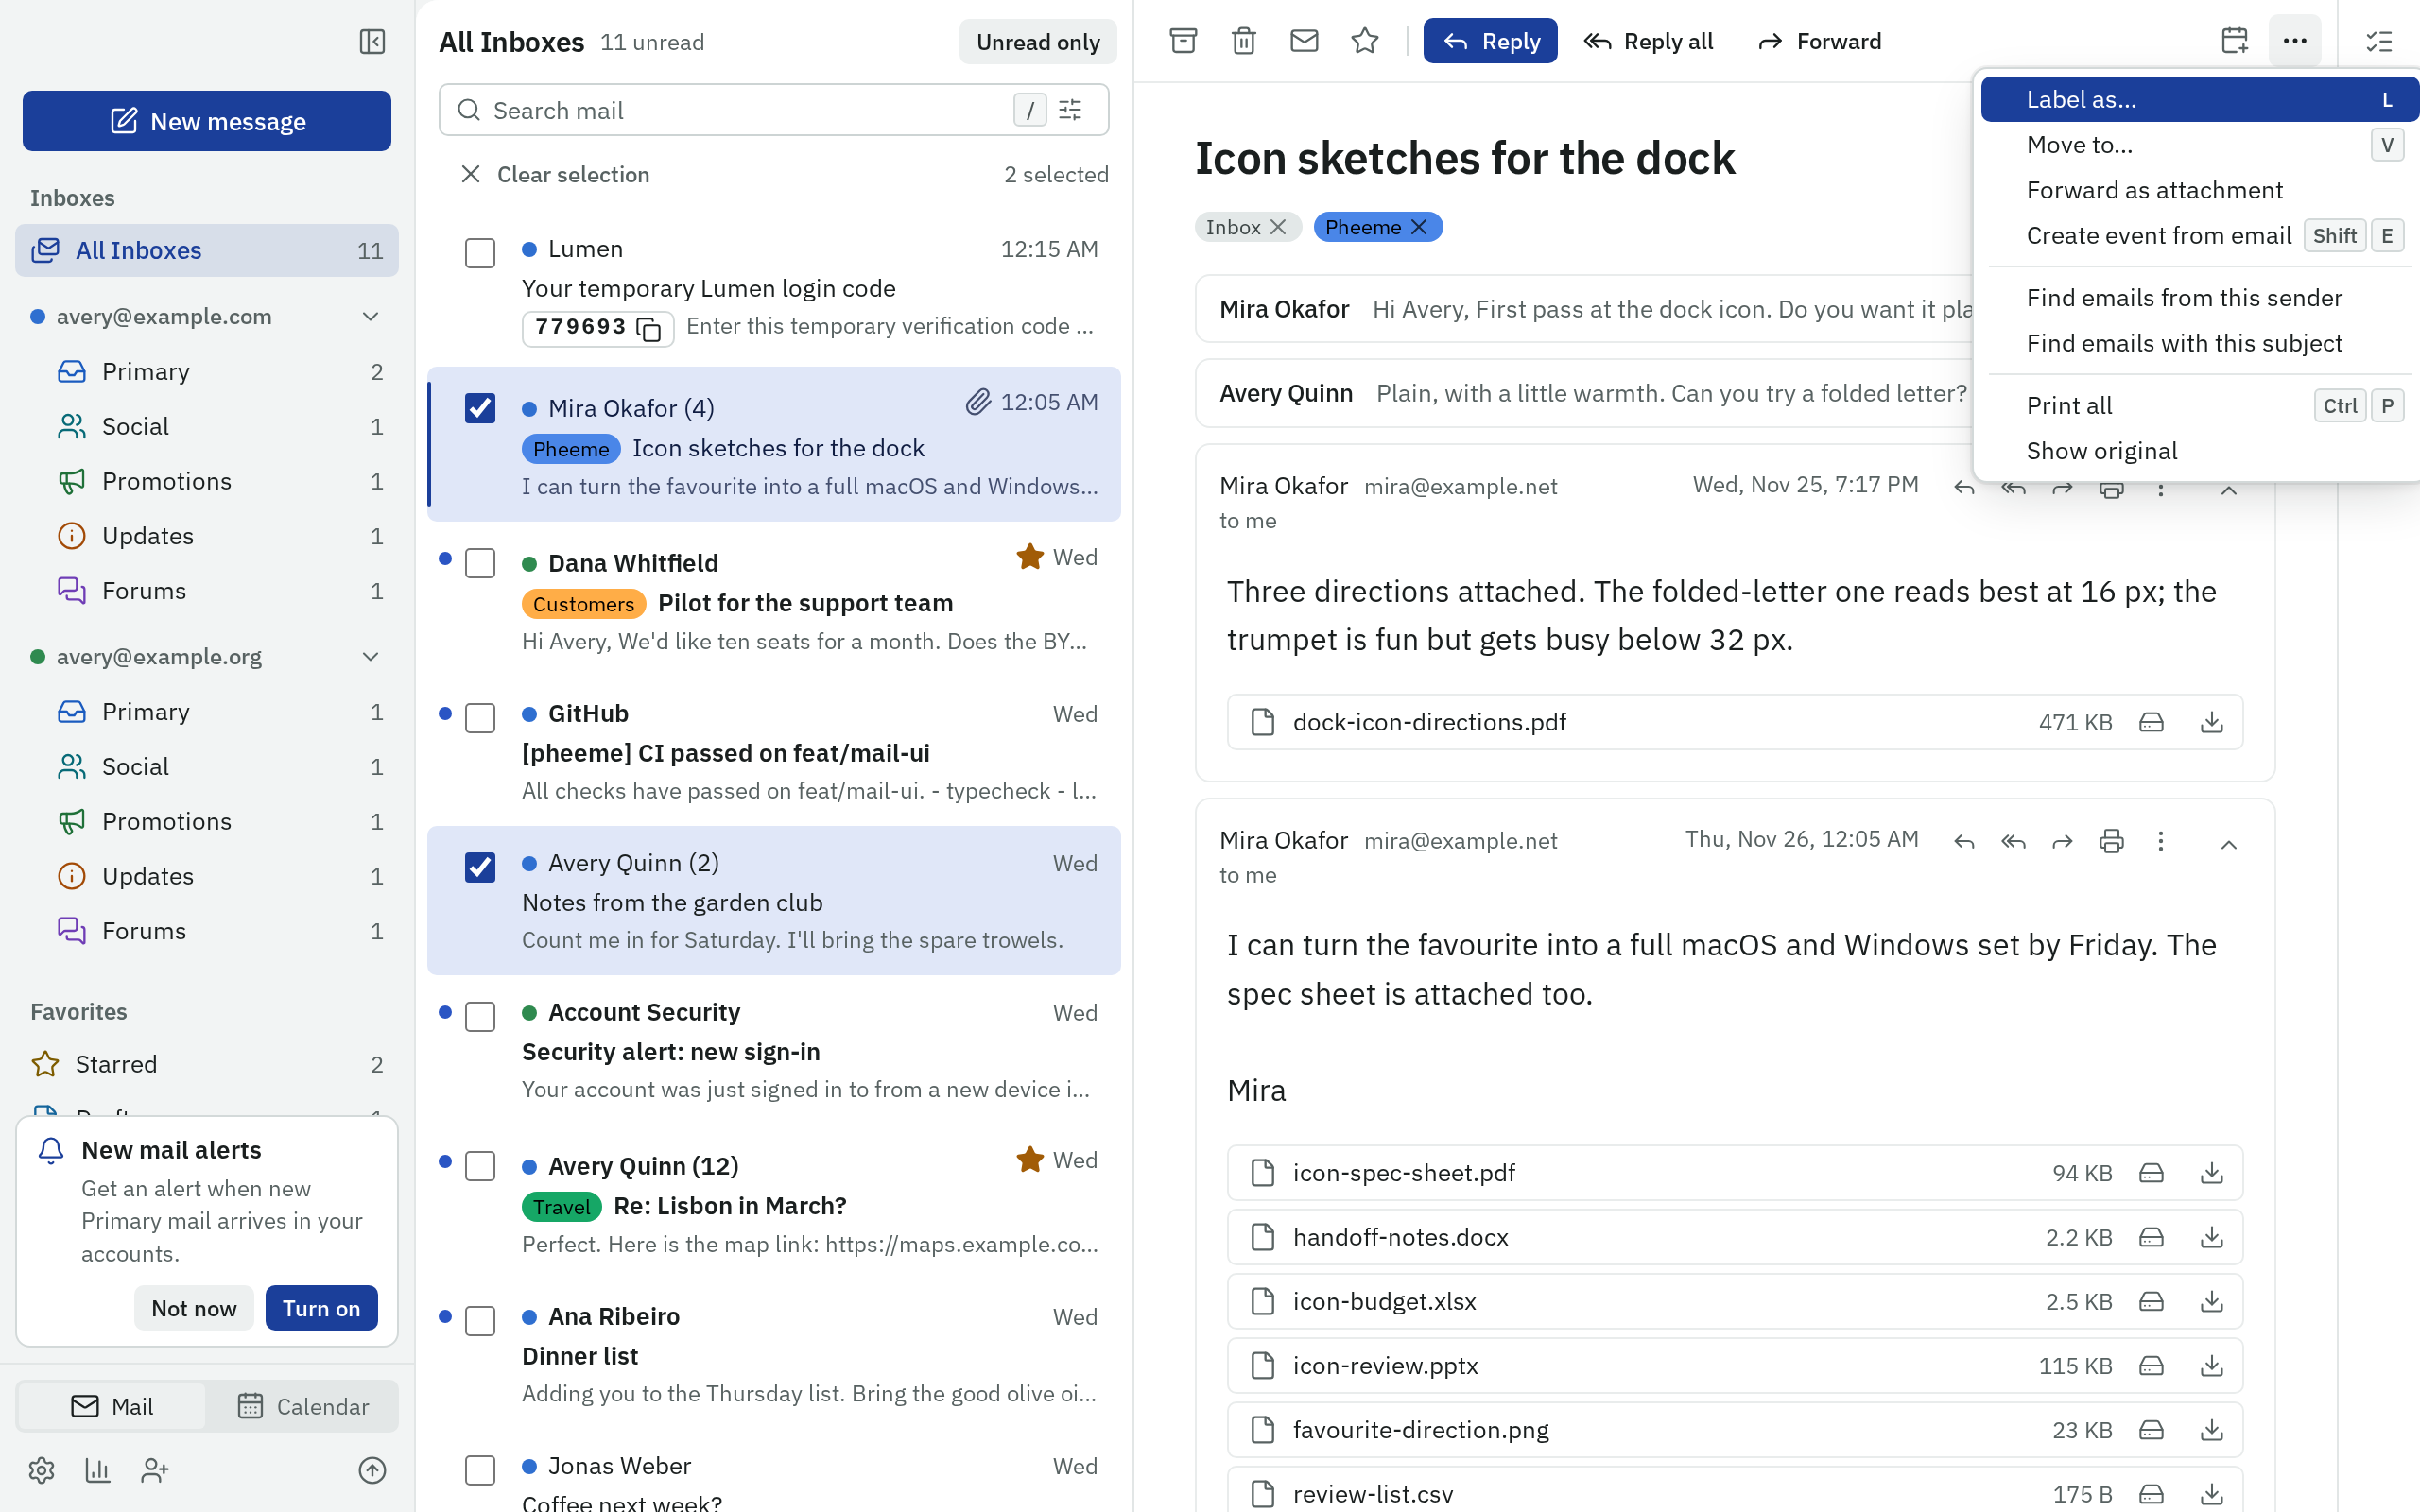 New message
Inboxes
All Inboxes 11
avery@example.com
Primary 2
Social 1
Promotions 1
Updates 1
Forums 1
avery@example.org
Primary 1
Social 1
Promotions 1
Updates 1
Forums 1
Favorites
Starred 2
New mail alerts
Get an alert when new
Primary mail arrives in your
accounts.
Not now Turn on
Mail Calendar
All Inboxes 11 unread Unread only
Search mail /
Clear selection 2 selected
Lumen 12:15 AM
Your temporary Lumen login code
779693 Enter this temporary verification code ...
Mira Okafor (4) 12:05 AM
Pheeme Icon sketches for the dock
I can turn the favourite into a full macOS and Windows...
Dana Whitfield Wed
Customers Pilot for the support team
Hi Avery, We'd like ten seats for a month. Does the BY...
GitHub Wed
[pheeme] CI passed on feat/mail-ui
All checks have passed on feat/mail-ui. - typecheck - l...
Avery Quinn (2) Wed
Notes from the garden club
Count me in for Saturday. I'll bring the spare trowels.
Account Security Wed
Security alert: new sign-in
Your account was just signed in to from a new device i...
Avery Quinn (12) Wed
Travel Re: Lisbon in March?
Perfect. Here is the map link: https://maps.example.co...
Ana Ribeiro Wed
Dinner list
Adding you to the Thursday list. Bring the good olive oi...
Jonas Weber Wed
Coffee next week?
Reply Reply all Forward
Icon sketches for the dock
Inbox Pheeme
Mira Okafor Hi Avery, First pass at the dock icon. Do you want it pla
Avery Quinn Plain, with a little warmth. Can you try a folded letter?
Mira Okafor mira@example.net Wed, Nov 25, 7:17 PM
to me
Three directions attached. The folded-letter one reads best at 16 px; the
trumpet is fun but gets busy below 32 px.
dock-icon-directions.pdf 471 KB
Mira Okafor mira@example.net Thu, Nov 26, 12:05 AM
to me
I can turn the favourite into a full macOS and Windows set by Friday. The
spec sheet is attached too.
Mira
icon-spec-sheet.pdf 94 KB
handoff-notes.docx 2.2 KB
icon-budget.xlsx 2.5 KB
icon-review.pptx 115 KB
favourite-direction.png 23 KB
review-list.csv 175 B
Label as... L
Move to... V
Forward as attachment
Create event from email Shift E
Find emails from this sender
Find emails with this subject
Print all Ctrl P
Show original